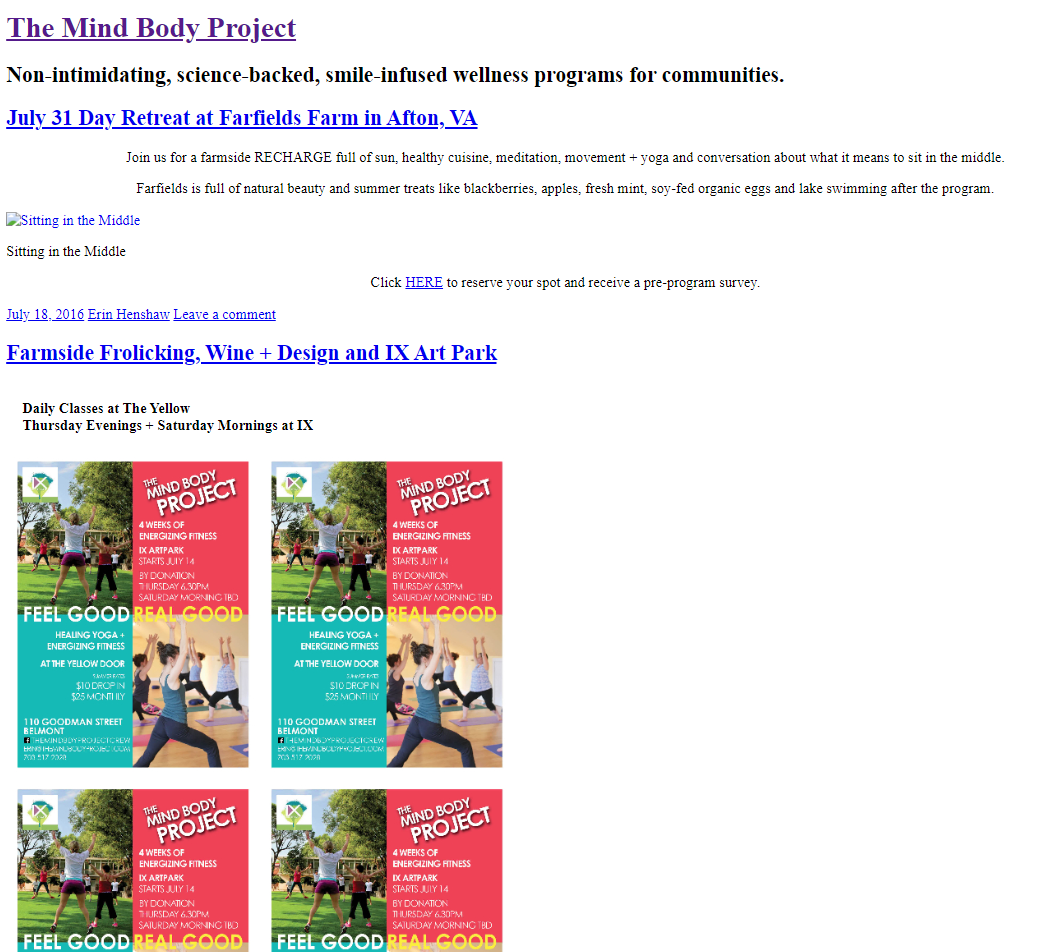 The Mind Body Project
Non-intimidating, science-backed, smile-infused wellness programs for communities.
July 31 Day Retreat at Farfields Farm in Afton, VA
Join us for a farmside RECHARGE full of sun, healthy cuisine, meditation, movement + yoga and conversation about what it means to sit in the middle.
Farfields is full of natural beauty and summer treats like blackberries, apples, fresh mint, soy-fed organic eggs and lake swimming after the program.
Sitting in the Middle
Sitting in the Middle
Click HERE to reserve your spot and receive a pre-program survey.
July 18, 2016 Erin Henshaw Leave a comment
Farmside Frolicking, Wine + Design and IX Art Park
Daily Classes at The Yellow
Thursday Evenings + Saturday Mornings at IX
THE
MIND BODY
PROJECT
4 WEEKS OF
ENERGIZING FITNESS
IX ARTPARK
STARTS JULY 14
BY DONATION
THURSDAY 6.30PM
SATURDAY MORNING TBD
FEEL GOOD REAL GOOD
HEALING YOGA +
ENERGIZING FITNESS
AT THE YELLOW DOOR
$10 DROP IN
$25 MONTHLY
110 GOODMAN STREET
BELMONT
THEMINDBODYPROJECTCREW
ERIN@THEMINDBODYPROJECT.COM
703 517 2028
THE
MIND BODY
PROJECT
4 WEEKS OF
ENERGIZING FITNESS
IX ARTPARK
STARTS JULY 14
BY DONATION
THURSDAY 6.30PM
SATURDAY MORNING TBD
FEEL GOOD REAL GOOD
HEALING YOGA +
ENERGIZING FITNESS
AT THE YELLOW DOOR
$10 DROP IN
$25 MONTHLY
110 GOODMAN STREET
BELMONT
THEMINDBODYPROJECTCREW
ERIN@THEMINDBODYPROJECT.COM
703 517 2028
THE
MIND BODY
PROJECT
4 WEEKS OF
ENERGIZING FITNESS
IX ARTPARK
STARTS JULY 14
BY DONATION
THURSDAY 6.30PM
SATURDAY MORNING TBD
FEEL GOOD REAL GOOD
THE
MIND BODY
PROJECT
4 WEEKS OF
ENERGIZING FITNESS
IX ARTPARK
STARTS JULY 14
BY DONATION
THURSDAY 6.30PM
SATURDAY MORNING TBD
FEEL GOOD REAL GOOD